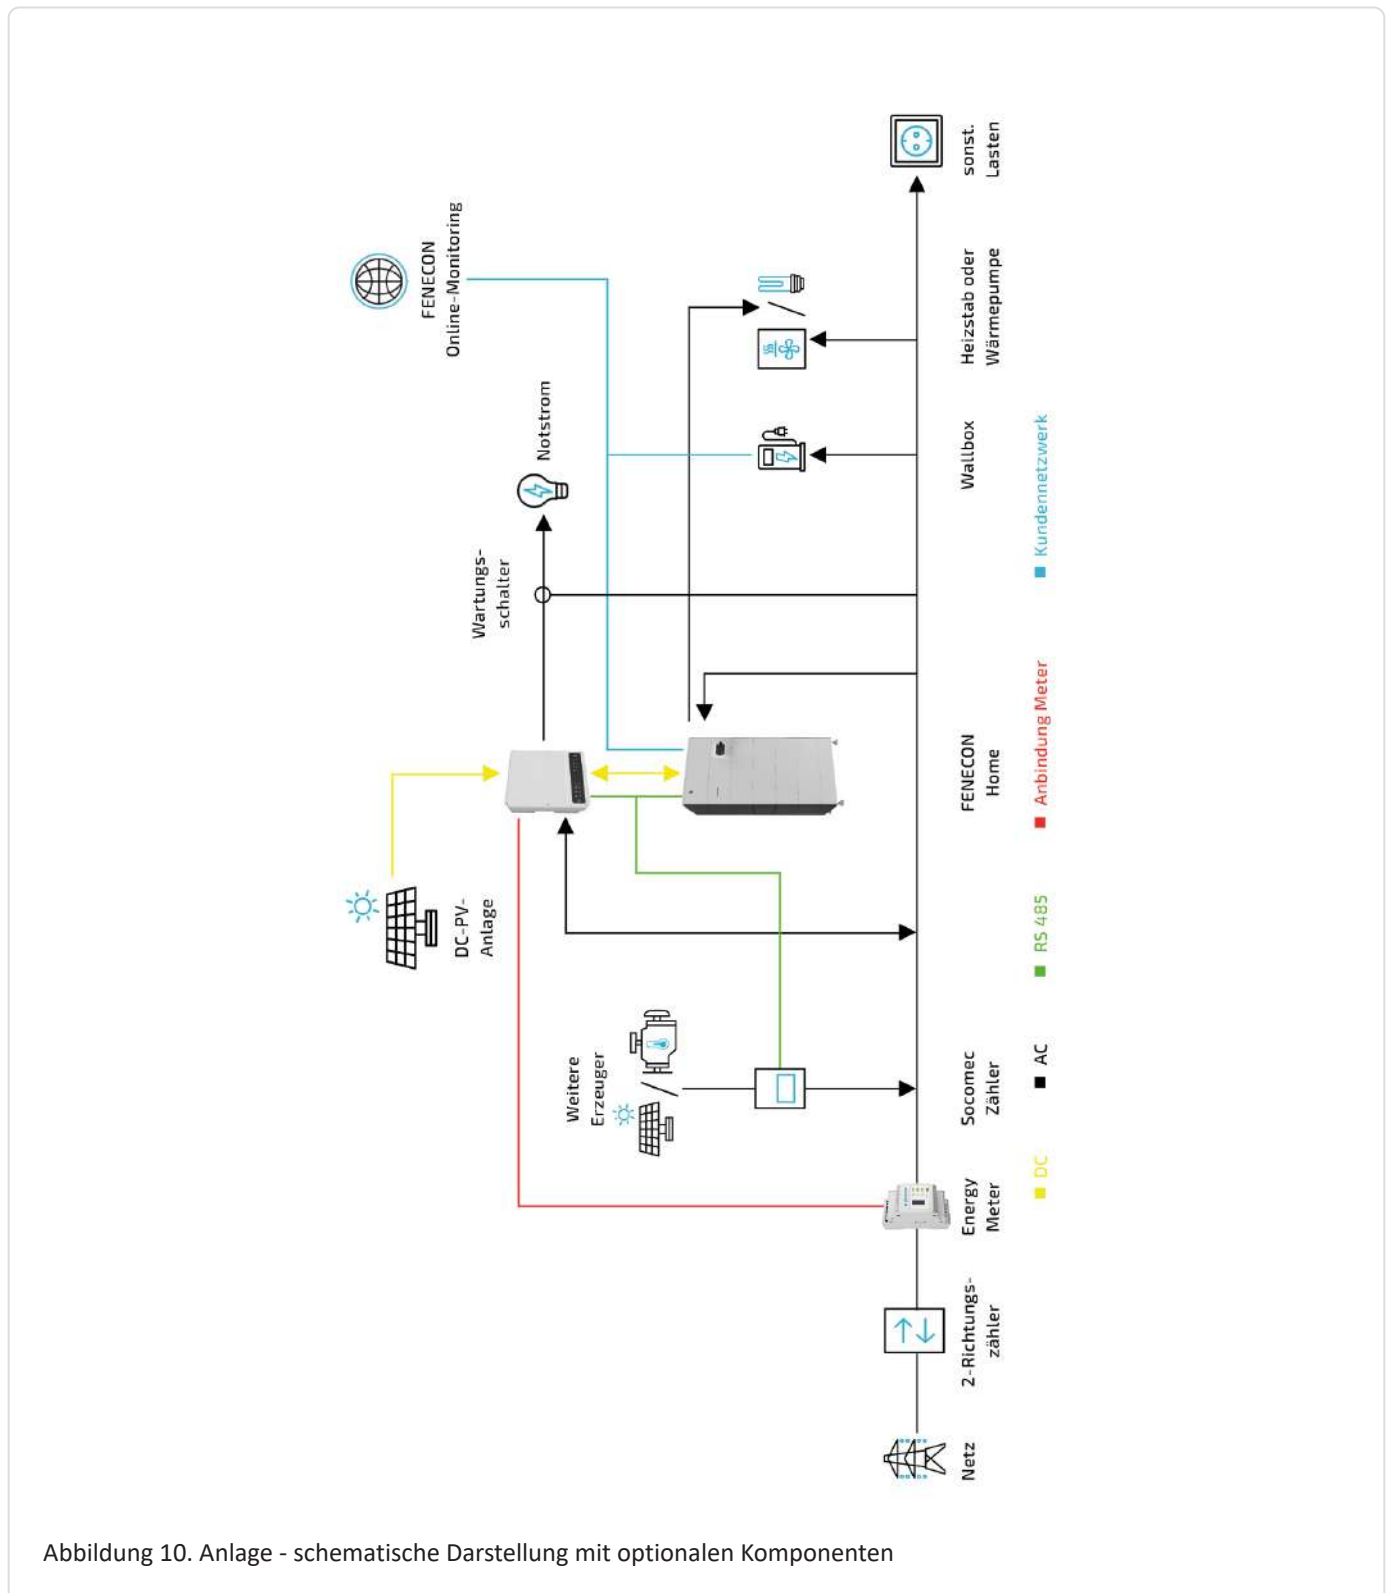 FENECON
Online-Monitoring
Notstrom
Wartungs-
schalter
DC-PV-
Anlage
Weitere
Erzeuger
Netz
2-Richtungs-
zähler
Energy
Meter
Socomec
Zähler
FENECON
Home
Wallbox
Heizstab oder
Wärmepumpe
sonst.
Lasten
DC
AC
RS 485
Anbindung Meter
Kundennetzwerk
Abbildung 10. Anlage - schematische Darstellung mit optionalen Komponenten